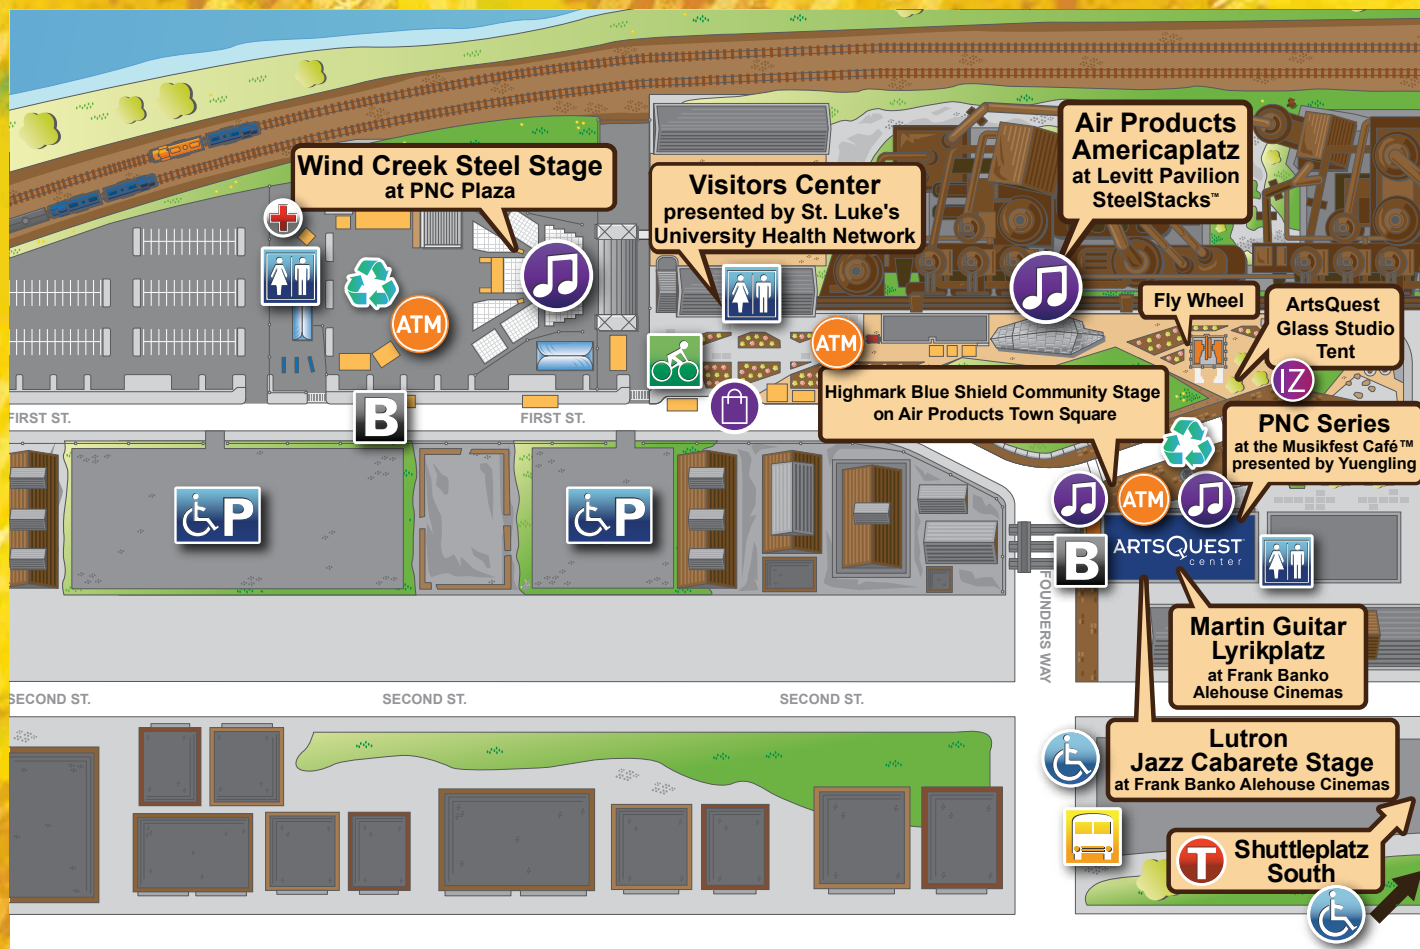 Wind Creek Steel Stage
at PNC Plaza
Visitors Center
presented by St. Luke's
University Health Network
Air Products
Americaplatz
at Levitt Pavilion
SteelStacks™
Fly Wheel
ArtsQuest
Glass Studio
Tent
ATM
ATM
IZ
Highmark Blue Shield Community Stage
on Air Products Town Square
PNC Series
at the Musikfest Café™
presented by Yuengling
FIRST ST.
FIRST ST.
B
P
P
ATM
B
ARTSQUEST
center
FOUNDERS WAY
Martin Guitar
Lyrikplatz
at Frank Banko
Alehouse Cinemas
SECOND ST.
SECOND ST.
SECOND ST.
Lutron
Jazz Cabarete Stage
at Frank Banko Alehouse Cinemas
T
Shuttleplatz
South